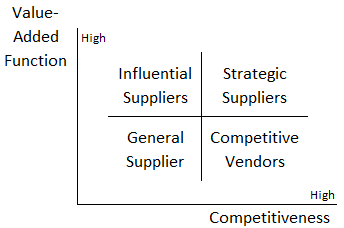 Value-
Added
Function
High
Influential
Suppliers
Strategic
Suppliers
General
Supplier
Competitive
Vendors
High
Competitiveness